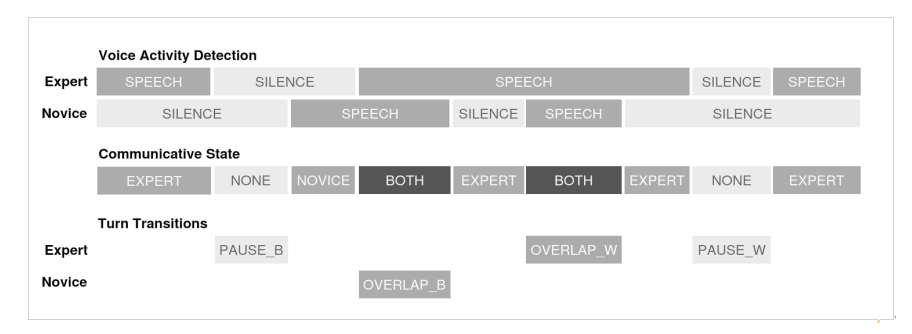 Voice Activity Detection
Expert SPEECH SILENCE SPEECH SILENCE SPEECH
Novice SILENCE SPEECH SILENCE SPEECH SILENCE
Communicative State
EXPERT NONE NOVICE BOTH EXPERT BOTH EXPERT NONE EXPERT
Turn Transitions
Expert PAUSE_B OVERLAP_W PAUSE_W
Novice OVERLAP_B